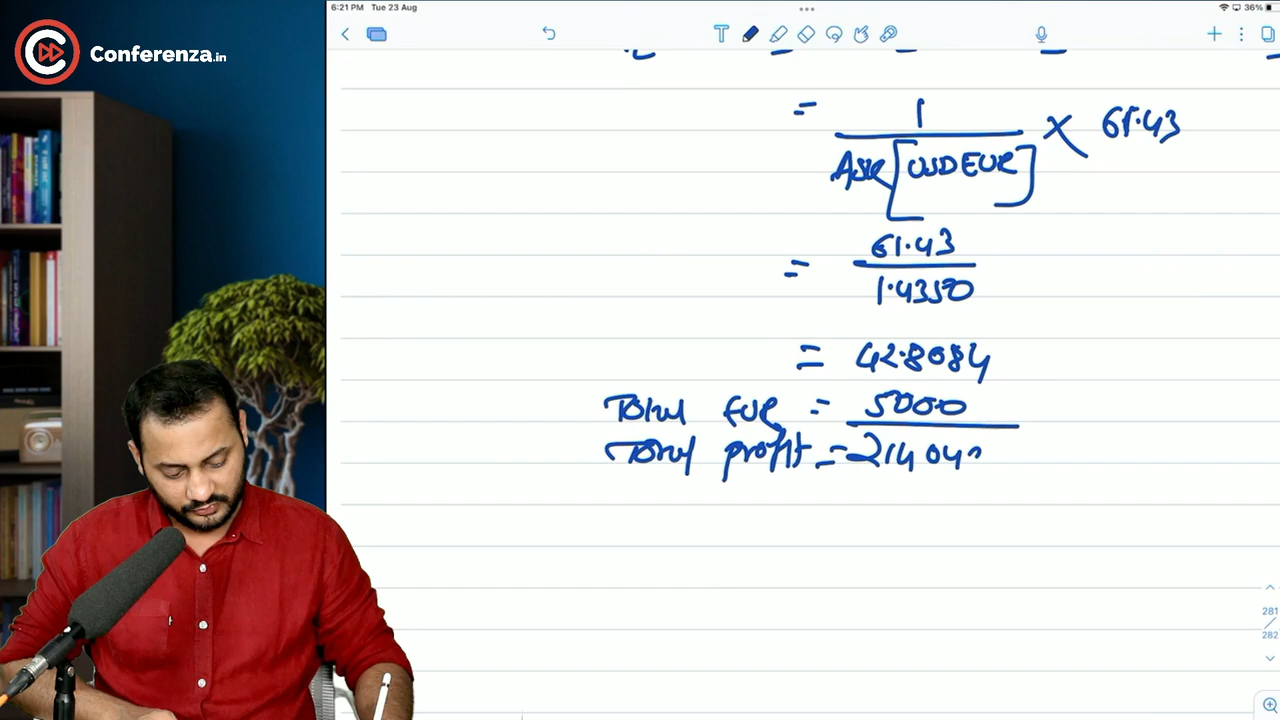 6:21 PM Tue 23 Aug
36%
Conferenza.in
T
= 1 / Ask [USDEUR] × 61.43
= 61.43 / 1.4350
= 42.8084
Total EUR = 5000
Total profit = 21404
281
282